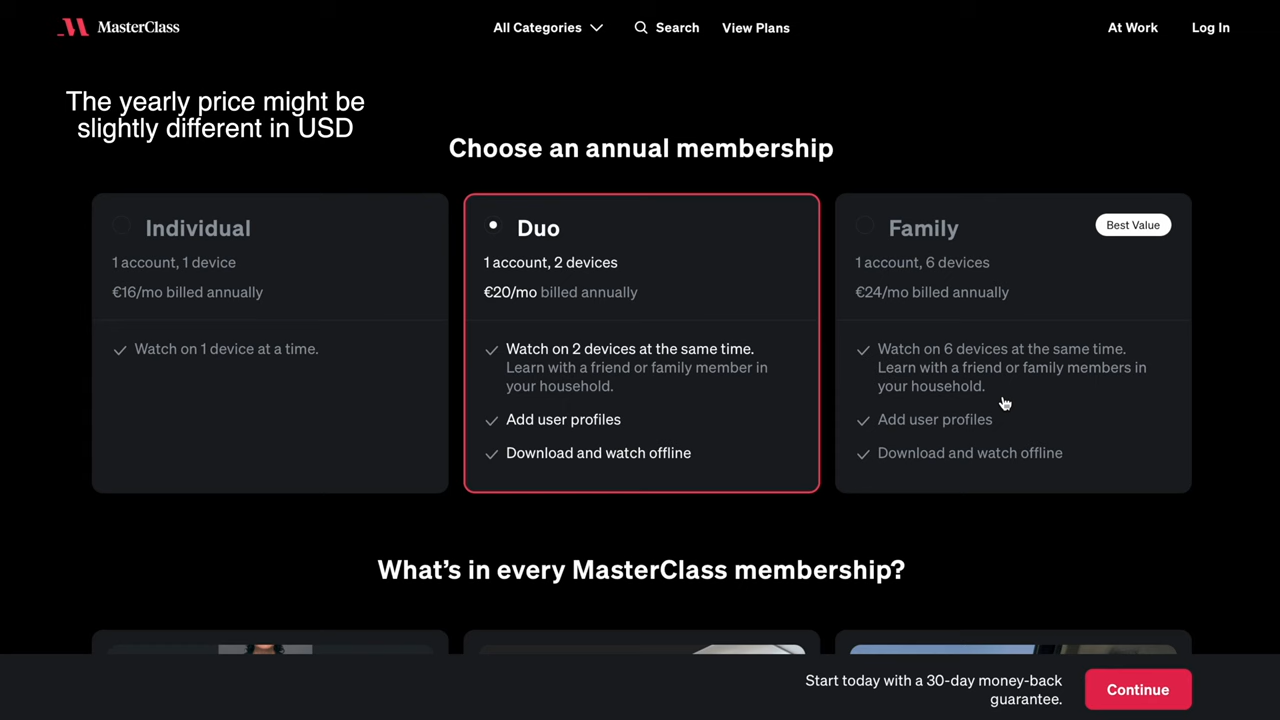 MasterClass
All Categories
Search
View Plans
At Work
Log In
The yearly price might be
slightly different in USD
Choose an annual membership
Individual
1 account, 1 device
€16/mo billed annually
Watch on 1 device at a time.
Duo
1 account, 2 devices
€20/mo billed annually
Watch on 2 devices at the same time.
Learn with a friend or family member in
your household.
Add user profiles
Download and watch offline
Family
Best Value
1 account, 6 devices
€24/mo billed annually
Watch on 6 devices at the same time.
Learn with a friend or family members in
your household.
Add user profiles
Download and watch offline
What's in every MasterClass membership?
Start today with a 30-day money-back
guarantee.
Continue